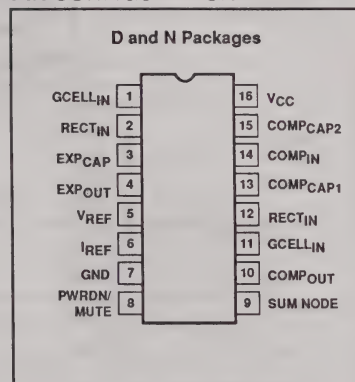 D and N Packages
GCELLIN 1
RECTIN 2
EXPCAP 3
EXPOUT 4
VREF 5
IREF 6
GND 7
PWRDN/
MUTE 8
16 VCC
15 COMPCAP2
14 COMPIN
13 COMPCAP1
12 RECTIN
11 GCELLIN
10 COMPOUT
9 SUM NODE